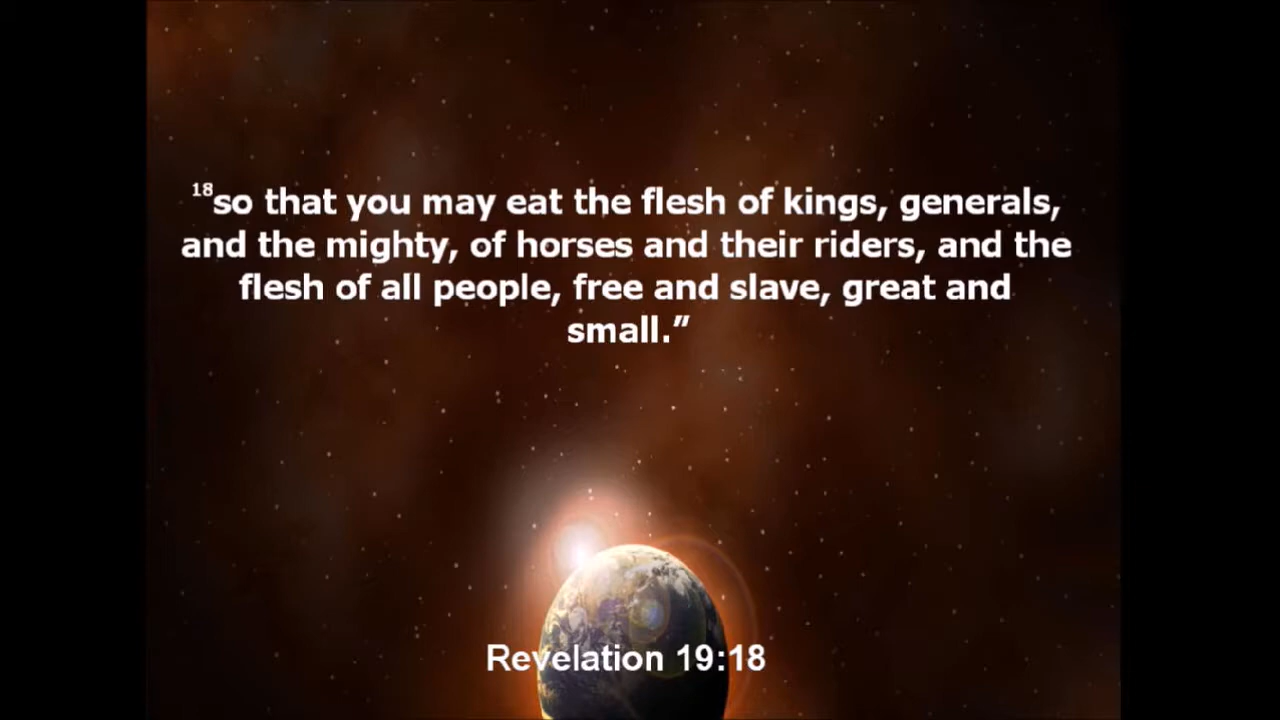 ¹⁸so that you may eat the flesh of kings, generals,
and the mighty, of horses and their riders, and the
flesh of all people, free and slave, great and
small.”
Revelation 19:18